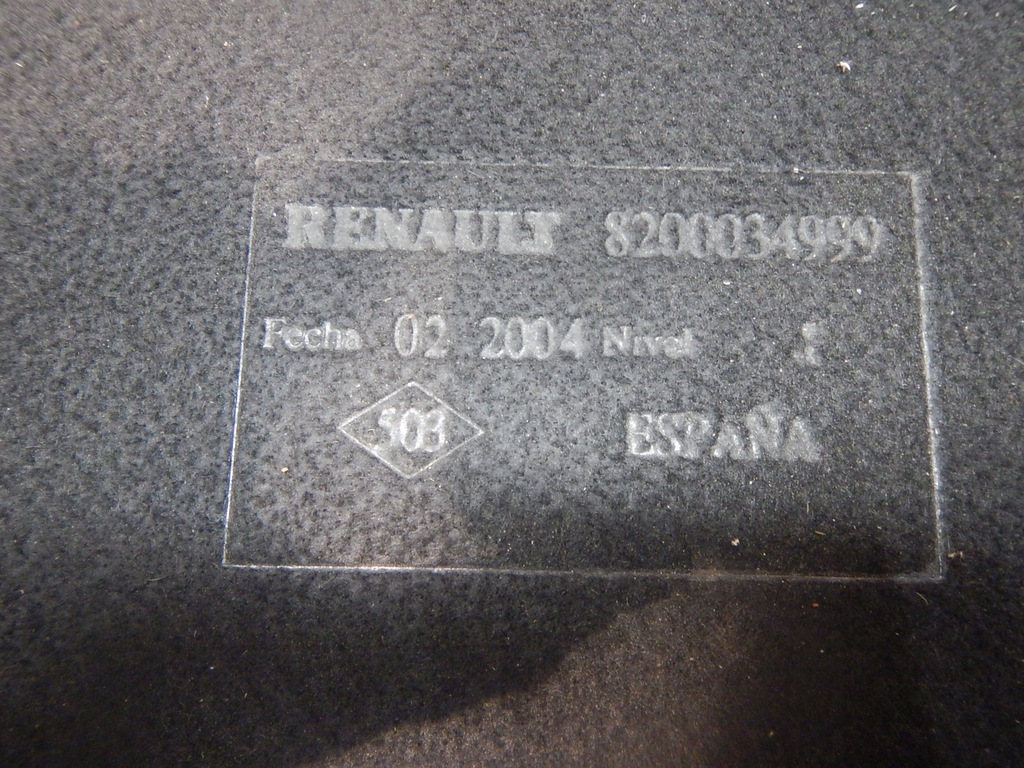 RENAULT 8200034999
Fecha 02 2004 Nivel
503
ESPAÑA